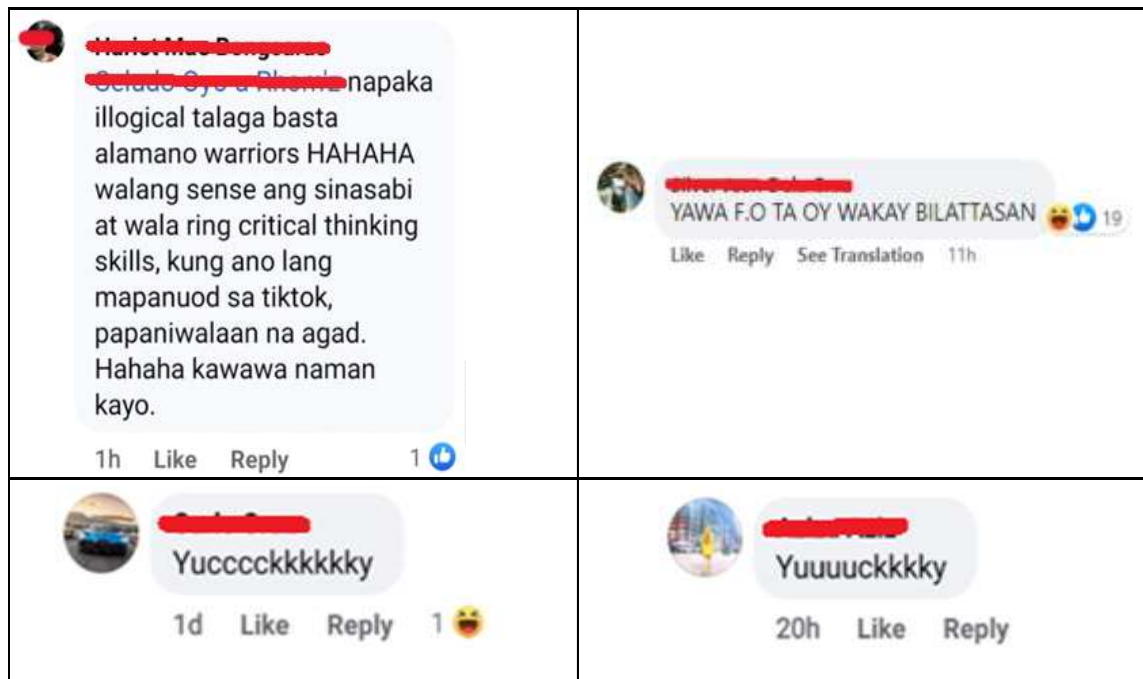 napaka
illogical talaga basta
alamano warriors HAHAHA
walang sense ang sinasabi
at wala ring critical thinking
skills, kung ano lang
mapanuod sa tiktok,
papaniwalaan na agad.
Hahaha kawawa naman
kayo.
1h Like Reply 1
YAWA F.O TA OY WAKAY BILATTASAN 19
Like Reply See Translation 11h
Yucccckkkkkky
1d Like Reply 1
Yuuuuckkkky
20h Like Reply